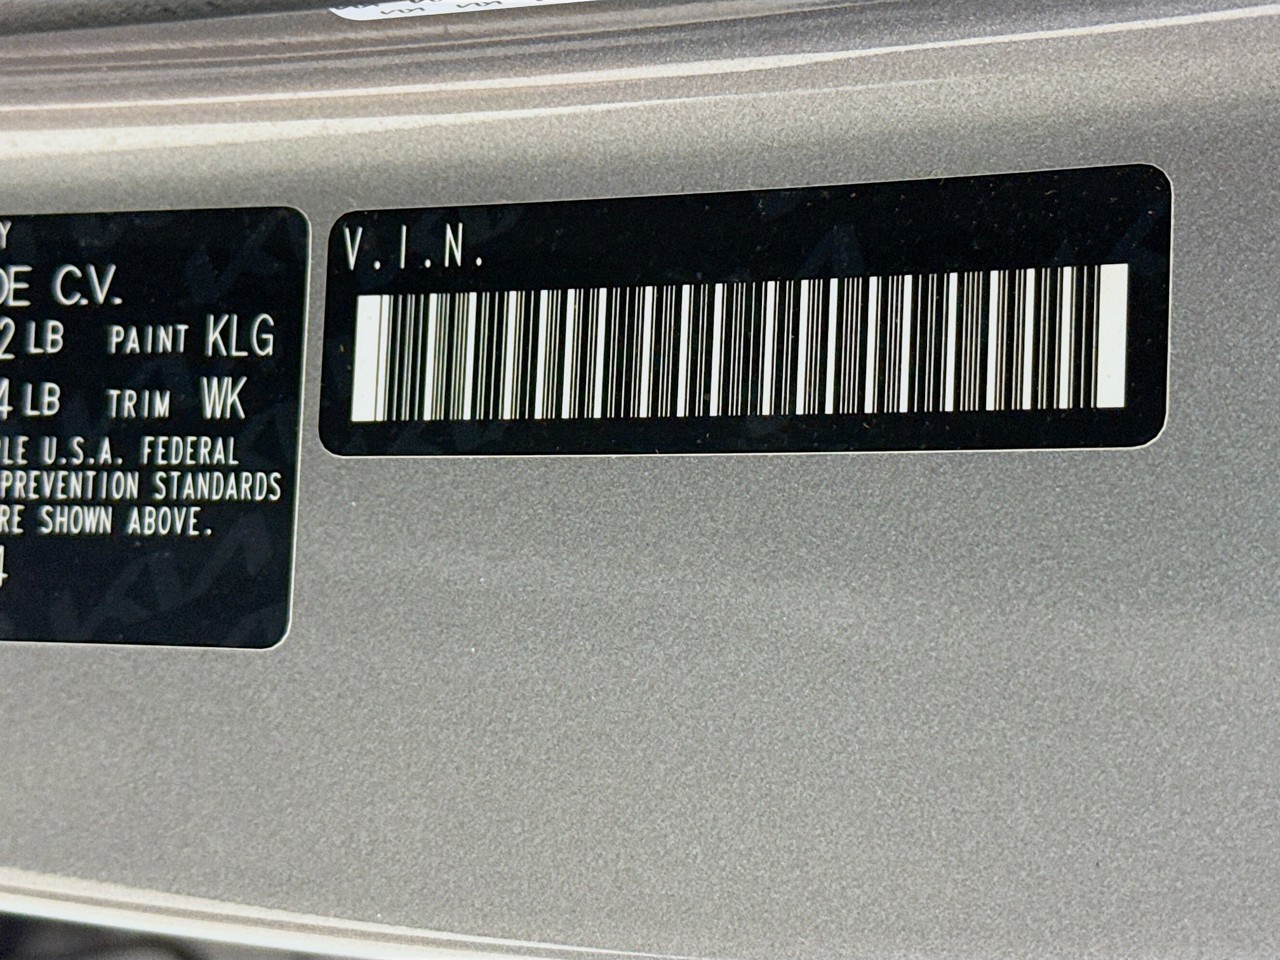 Y
DE C.V.
2 LB PAINT KLG
4 LB TRIM WK
LE U.S.A. FEDERAL
PREVENTION STANDARDS
RE SHOWN ABOVE.
4
V.I.N.